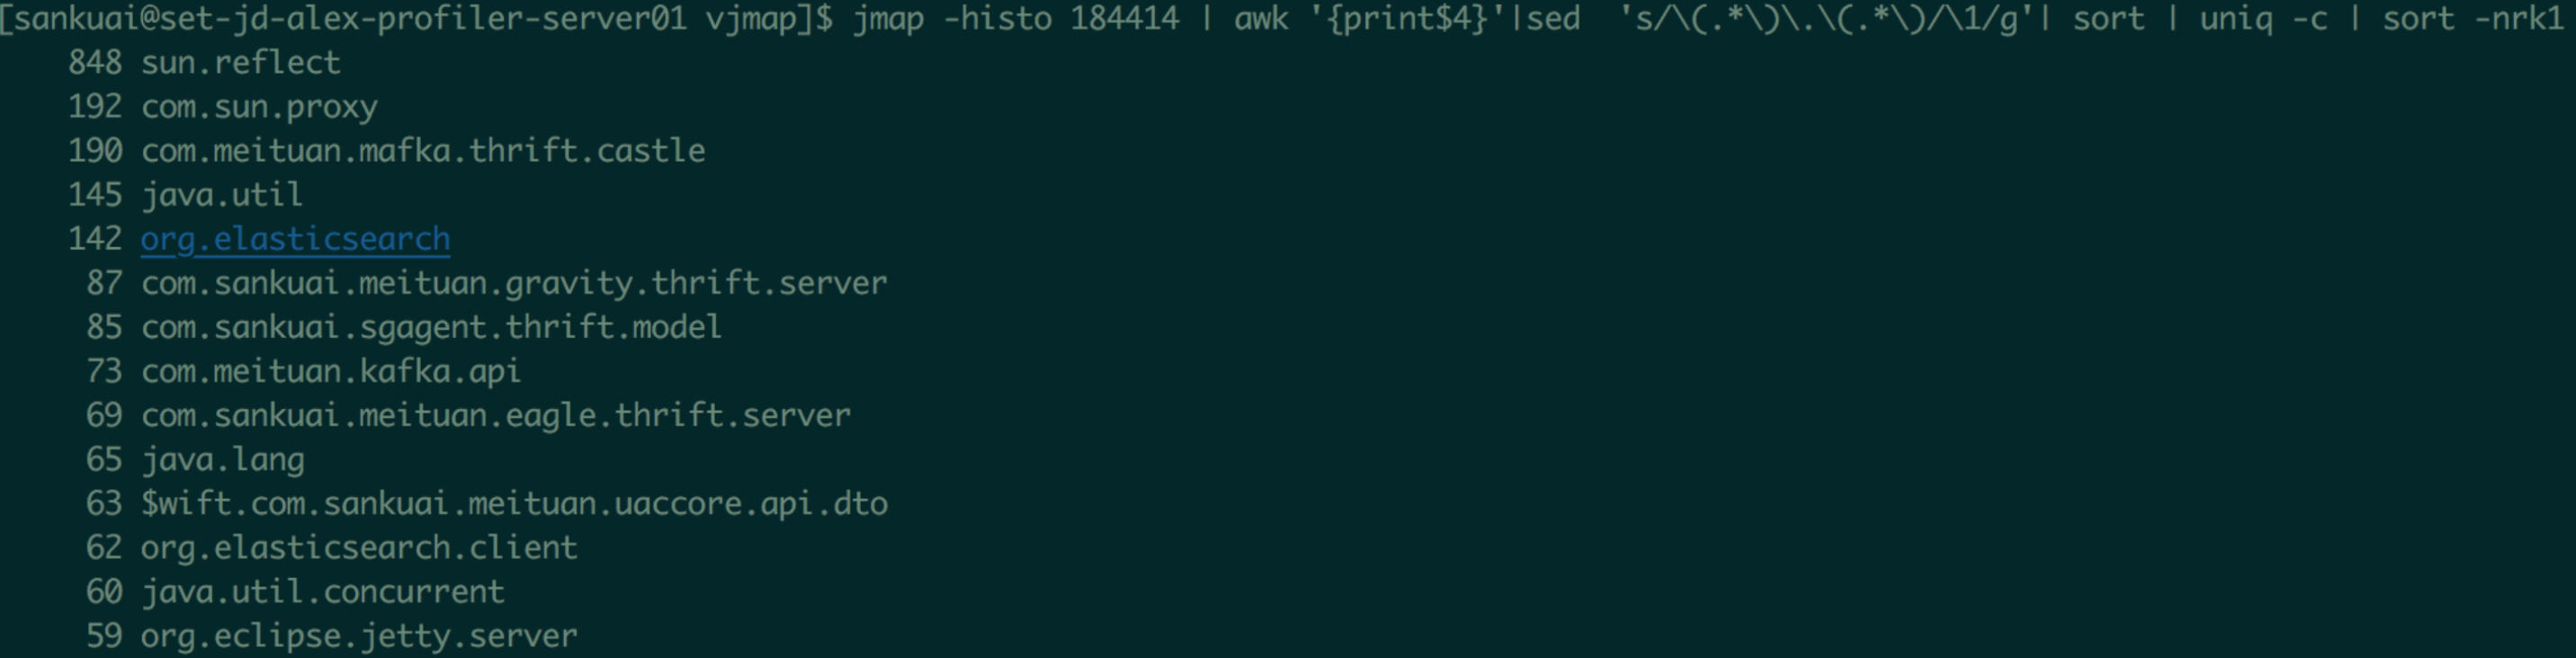 [sankuai@set-jd-alex-profiler-server01 vjmap]$ jmap -histo 184414 | awk '{print$4}'|sed  's/\(.*\)\.\(.*\)/\1/g'| sort | uniq -c | sort -nrk1
848 sun.reflect
192 com.sun.proxy
190 com.meituan.mafka.thrift.castle
145 java.util
142 org.elasticsearch
87 com.sankuai.meituan.gravity.thrift.server
85 com.sankuai.sgagent.thrift.model
73 com.meituan.kafka.api
69 com.sankuai.meituan.eagle.thrift.server
65 java.lang
63 $wift.com.sankuai.meituan.uaccore.api.dto
62 org.elasticsearch.client
60 java.util.concurrent
59 org.eclipse.jetty.server